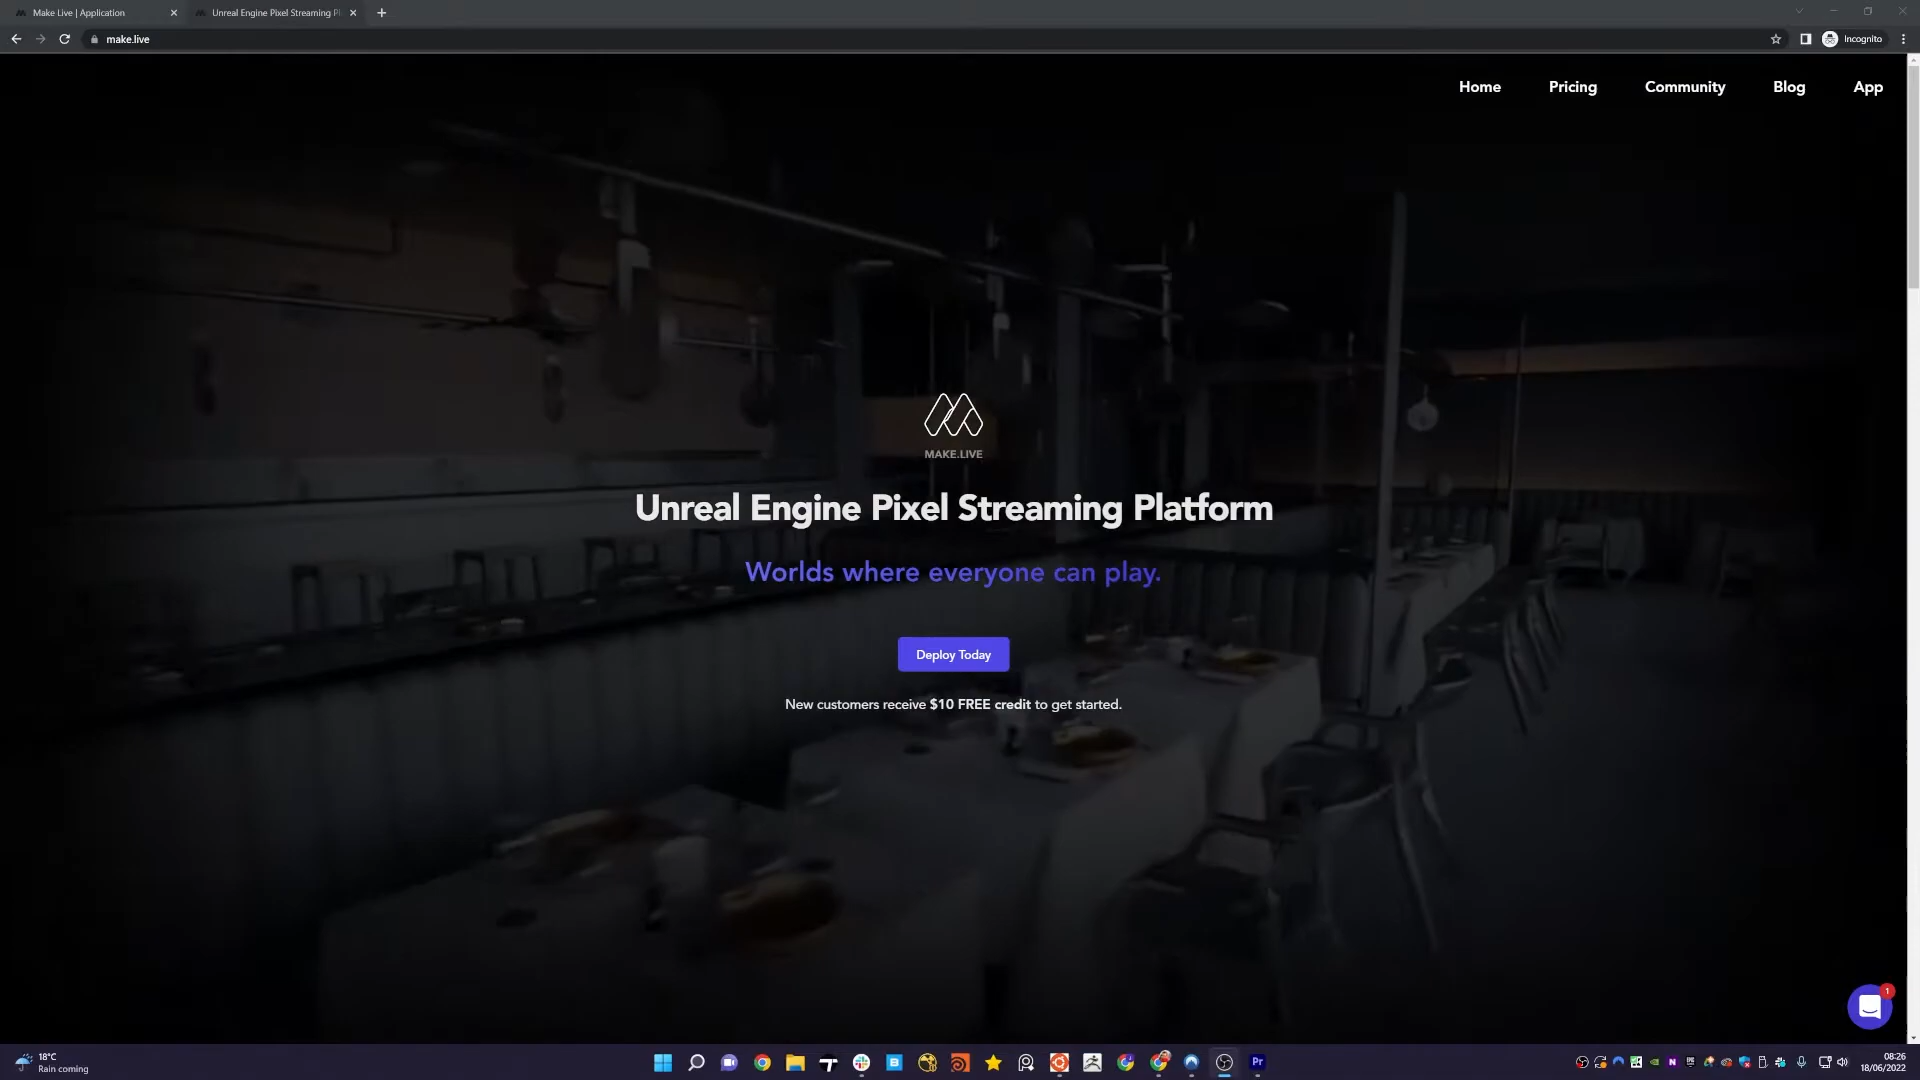 Make Live | Application
Unreal Engine Pixel Streaming Pl
make.live
Incognito
Home
Pricing
Community
Blog
App
MAKE.LIVE
Unreal Engine Pixel Streaming Platform
Worlds where everyone can play.
Deploy Today
New customers receive $10 FREE credit to get started.
1
18°C
Rain coming
Pr
08:26
18/06/2022